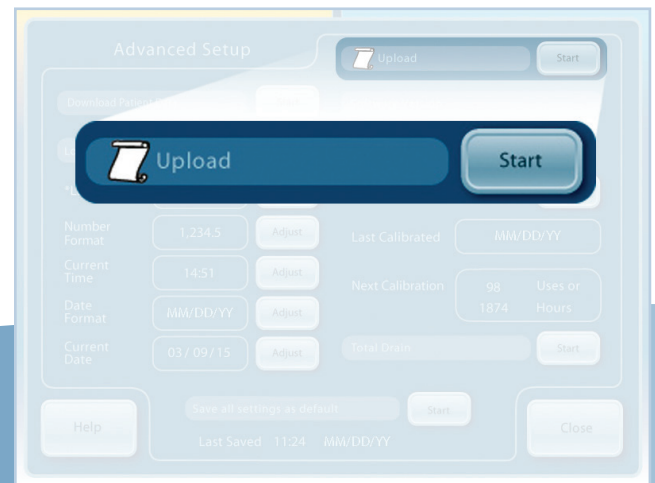 Advanced Setup
Upload Start
Download Pati
Upload Start
Number Format 1,234.5 Adjust
Last Calibrated MM/DD/YY
Current Time 14:51 Adjust
Next Calibration 98 Uses or
1874 Hours
Date Format MM/DD/YY Adjust
Current Date 03/09/15 Adjust
Total Drain Start
Save all settings as default Start
Last Saved 11:24 MM/DD/YY
Help
Close